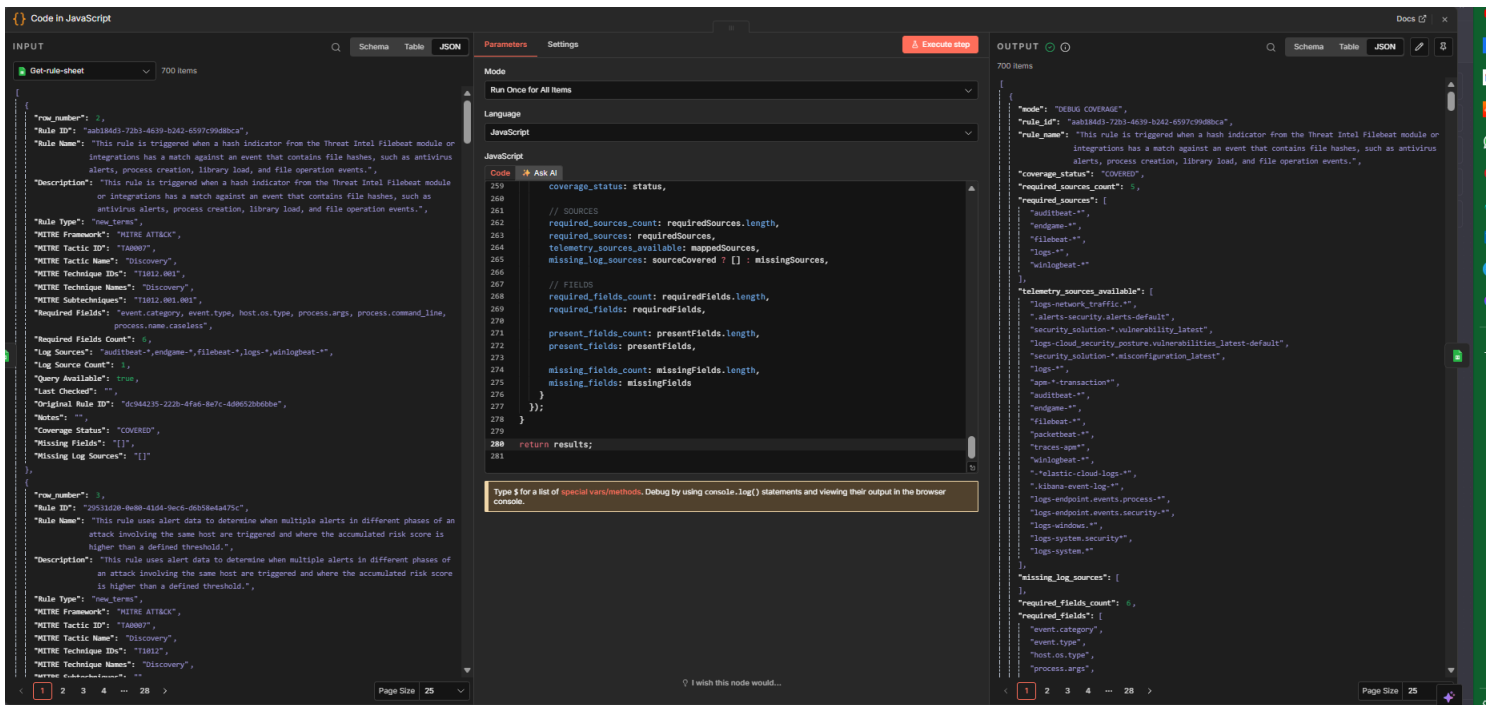 {} Code in JavaScript
Docs
INPUT
Schema Table JSON
Get-rule-sheet
700 items
[
{
"row_number": 2,
"Rule ID": "aab184d3-72b3-4639-b242-6597c99d8bca",
"Rule Name": "This rule is triggered when a hash indicator from the Threat Intel Filebeat module or
integrations has a match against an event that contains file hashes, such as antivirus
alerts, process creation, library load, and file operation events.",
"Description": "This rule is triggered when a hash indicator from the Threat Intel Filebeat module
or integrations has a match against an event that contains file hashes, such as
antivirus alerts, process creation, library load, and file operation events.",
"Rule Type": "new_terms",
"MITRE Framework": "MITRE ATT&CK",
"MITRE Tactic ID": "TA0007",
"MITRE Tactic Name": "Discovery",
"MITRE Technique IDs": "T1012.001",
"MITRE Technique Names": "Discovery",
"MITRE Subtechniques": "T1012.001.001",
"Required Fields": "event.category, event.type, host.os.type, process.args, process.command_line,
process.name.caseless",
"Required Fields Count": 6,
"Log Sources": "auditbeat-*,endgame-*,filebeat-*,logs-*,winlogbeat-*",
"Log Source Count": 1,
"Query Available": true,
"Last Checked": "",
"Original Rule ID": "dc944235-222b-4fa6-8e7c-4d0652bb6bbe",
"Notes": "",
"Coverage Status": "COVERED",
"Missing Fields": "[]",
"Missing Log Sources": "[]"
},
{
"row_number": 3,
"Rule ID": "29531d20-0e80-41d4-9ec6-d6b58e4a475c",
"Rule Name": "This rule uses alert data to determine when multiple alerts in different phases of an
attack involving the same host are triggered and where the accumulated risk score is
higher than a defined threshold.",
"Description": "This rule uses alert data to determine when multiple alerts in different phases of
an attack involving the same host are triggered and where the accumulated risk score
is higher than a defined threshold.",
"Rule Type": "new_terms",
"MITRE Framework": "MITRE ATT&CK",
"MITRE Tactic ID": "TA0007",
"MITRE Tactic Name": "Discovery",
"MITRE Technique IDs": "T1012",
"MITRE Technique Names": "Discovery",
"MITRE Subtechniques": ""
1 2 3 4 ... 28
Page Size 25
Parameters Settings
Execute step
Mode
Run Once for All Items
Language
JavaScript
JavaScript
Code Ask AI
259 coverage_status: status,
260
261 // SOURCES
262 required_sources_count: requiredSources.length,
263 required_sources: requiredSources,
264 telemetry_sources_available: mappedSources,
265 missing_log_sources: sourceCovered ? [] : missingSources,
266
267 // FIELDS
268 required_fields_count: requiredFields.length,
269 required_fields: requiredFields,
270
271 present_fields_count: presentFields.length,
272 present_fields: presentFields,
273
274 missing_fields_count: missingFields.length,
275 missing_fields: missingFields
276 }
277 });
278 }
279
280 return results;
281
Type $ for a list of special vars/methods. Debug by using console.log() statements and viewing their output in the browser
console.
I wish this node would...
OUTPUT
Schema Table JSON
700 items
[
{
"mode": "DEBUG COVERAGE",
"rule_id": "aab184d3-72b3-4639-b242-6597c99d8bca",
"rule_name": "This rule is triggered when a hash indicator from the Threat Intel Filebeat module or
integrations has a match against an event that contains file hashes, such as antivirus
alerts, process creation, library load, and file operation events.",
"coverage_status": "COVERED",
"required_sources_count": 5,
"required_sources": [
"auditbeat-*",
"endgame-*",
"filebeat-*",
"logs-*",
"winlogbeat-*"
],
"telemetry_sources_available": [
"logs-network_traffic.*",
".alerts-security.alerts-default",
"security_solution-*.vulnerability_latest",
"logs-cloud_security_posture.vulnerabilities_latest-default",
"security_solution-*.misconfiguration_latest",
"logs-*",
"apm-*-transaction*",
"auditbeat-*",
"endgame-*",
"filebeat-*",
"packetbeat-*",
"traces-apm*",
"winlogbeat-*",
"-*elastic-cloud-logs-*",
".kibana-event-log-*",
"logs-endpoint.events.process-*",
"logs-endpoint.events.security-*",
"logs-windows.*",
"logs-system.security*",
"logs-system.*"
],
"missing_log_sources": [
],
"required_fields_count": 6,
"required_fields": [
"event.category",
"event.type",
"host.os.type",
"process.args",
1 2 3 4 ... 28
Page Size 25